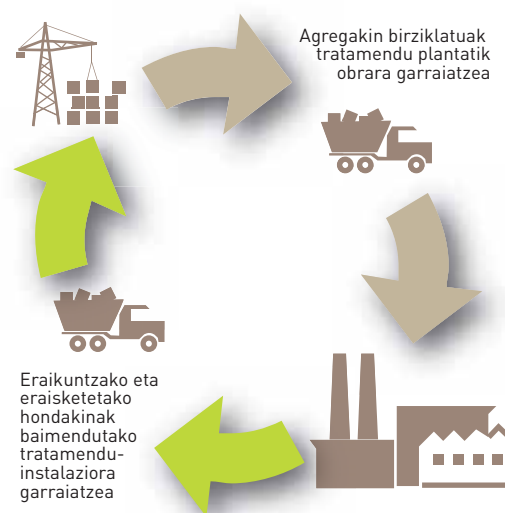 Agregakin birziklatuak
tratamendu plantatik
obrara garraiatzea
Eraikuntzako eta
eraisketetako
hondakinak
baimendutako
tratamendu-
instalaziora
garraiatzea